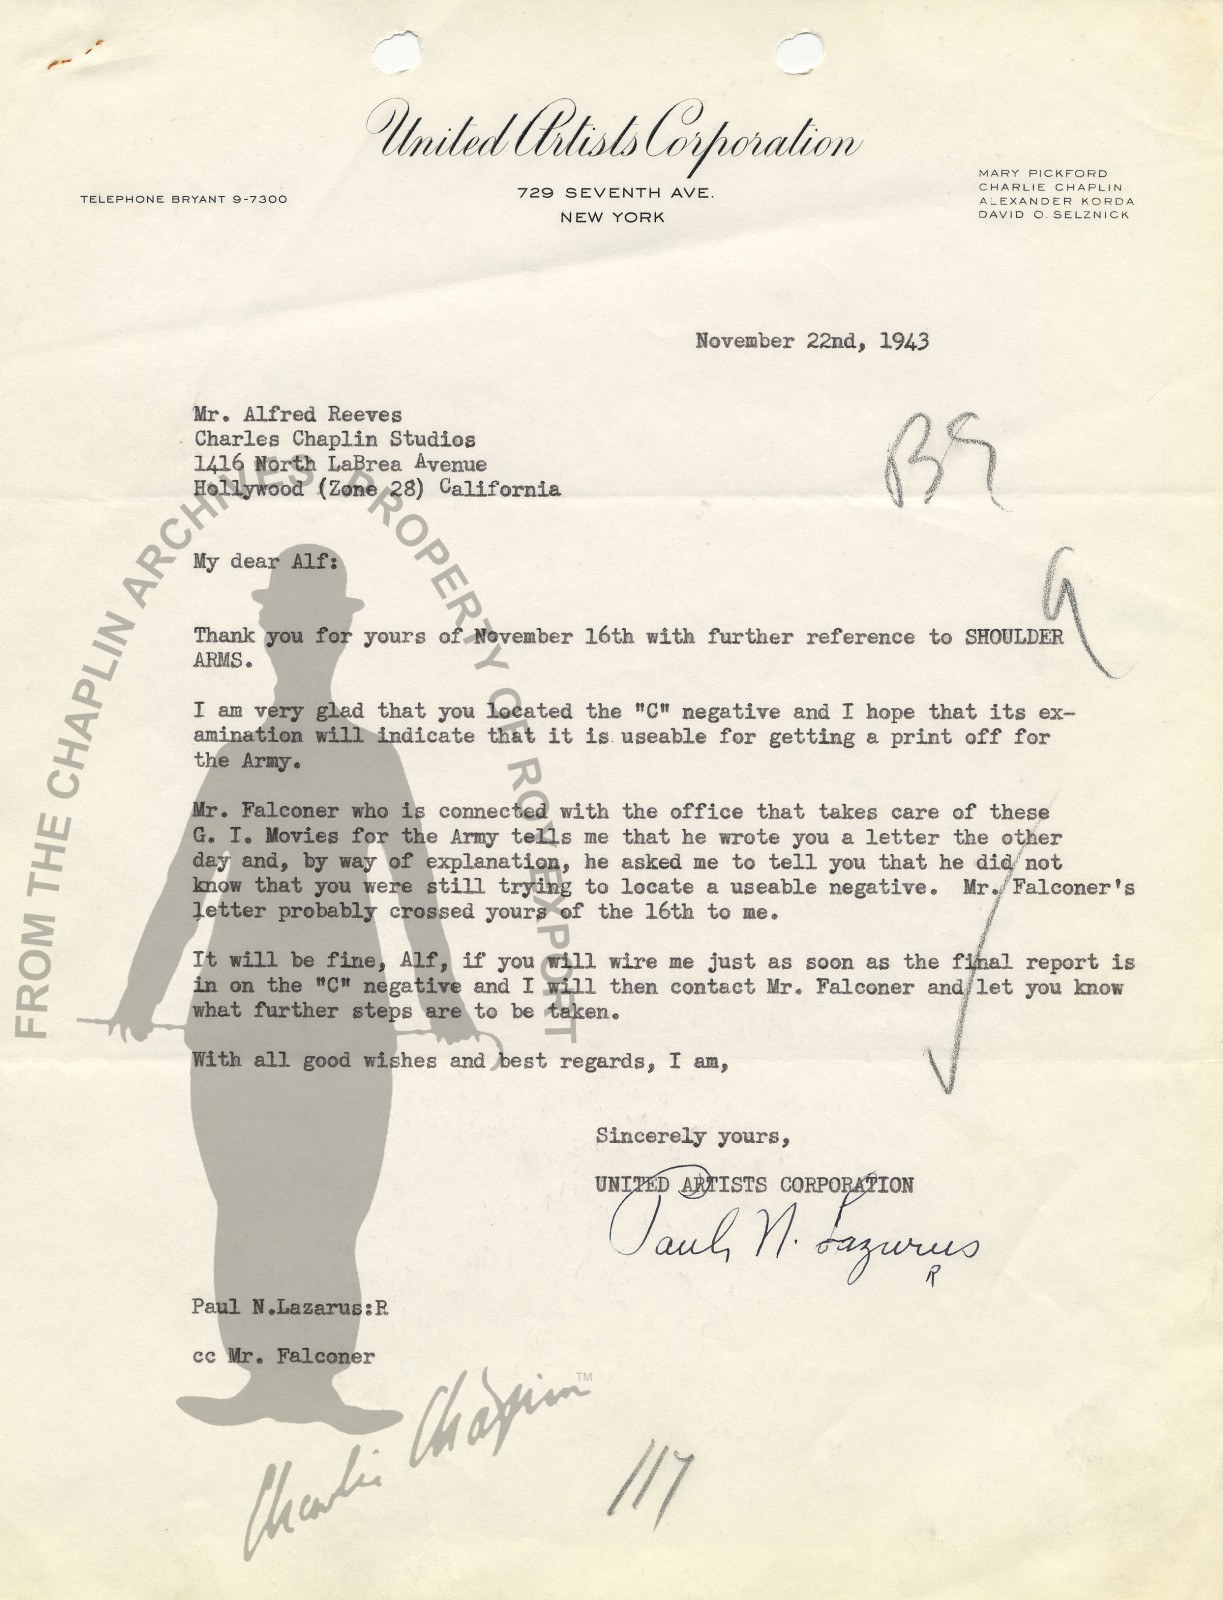 United Artists Corporation
729 SEVENTH AVE.
NEW YORK
TELEPHONE BRYANT 9-7300
MARY PICKFORD
CHARLIE CHAPLIN
ALEXANDER KORDA
DAVID O. SELZNICK
November 22nd, 1943
Mr. Alfred Reeves
Charles Chaplin Studios
1416 North LaBrea Avenue
Hollywood (Zone 28) California
My dear Alf:
Thank you for yours of November 16th with further reference to SHOULDER
ARMS.
I am very glad that you located the "C" negative and I hope that its ex-
amination will indicate that it is useable for getting a print off for
the Army.
Mr. Falconer who is connected with the office that takes care of these
G. I. Movies for the Army tells me that he wrote you a letter the other
day and, by way of explanation, he asked me to tell you that he did not
know that you were still trying to locate a useable negative. Mr. Falconer's
letter probably crossed yours of the 16th to me.
It will be fine, Alf, if you will wire me just as soon as the final report is
in on the "C" negative and I will then contact Mr. Falconer and let you know
what further steps are to be taken.
With all good wishes and best regards, I am,
Sincerely yours,
UNITED ARTISTS CORPORATION
Paul N. Lazarus
R
Paul N.Lazarus:R
cc Mr. Falconer
117
FROM THE CHAPLIN ARCHIVES, PROPERTY OF ROY EXPORT
Charlie Chaplin TM